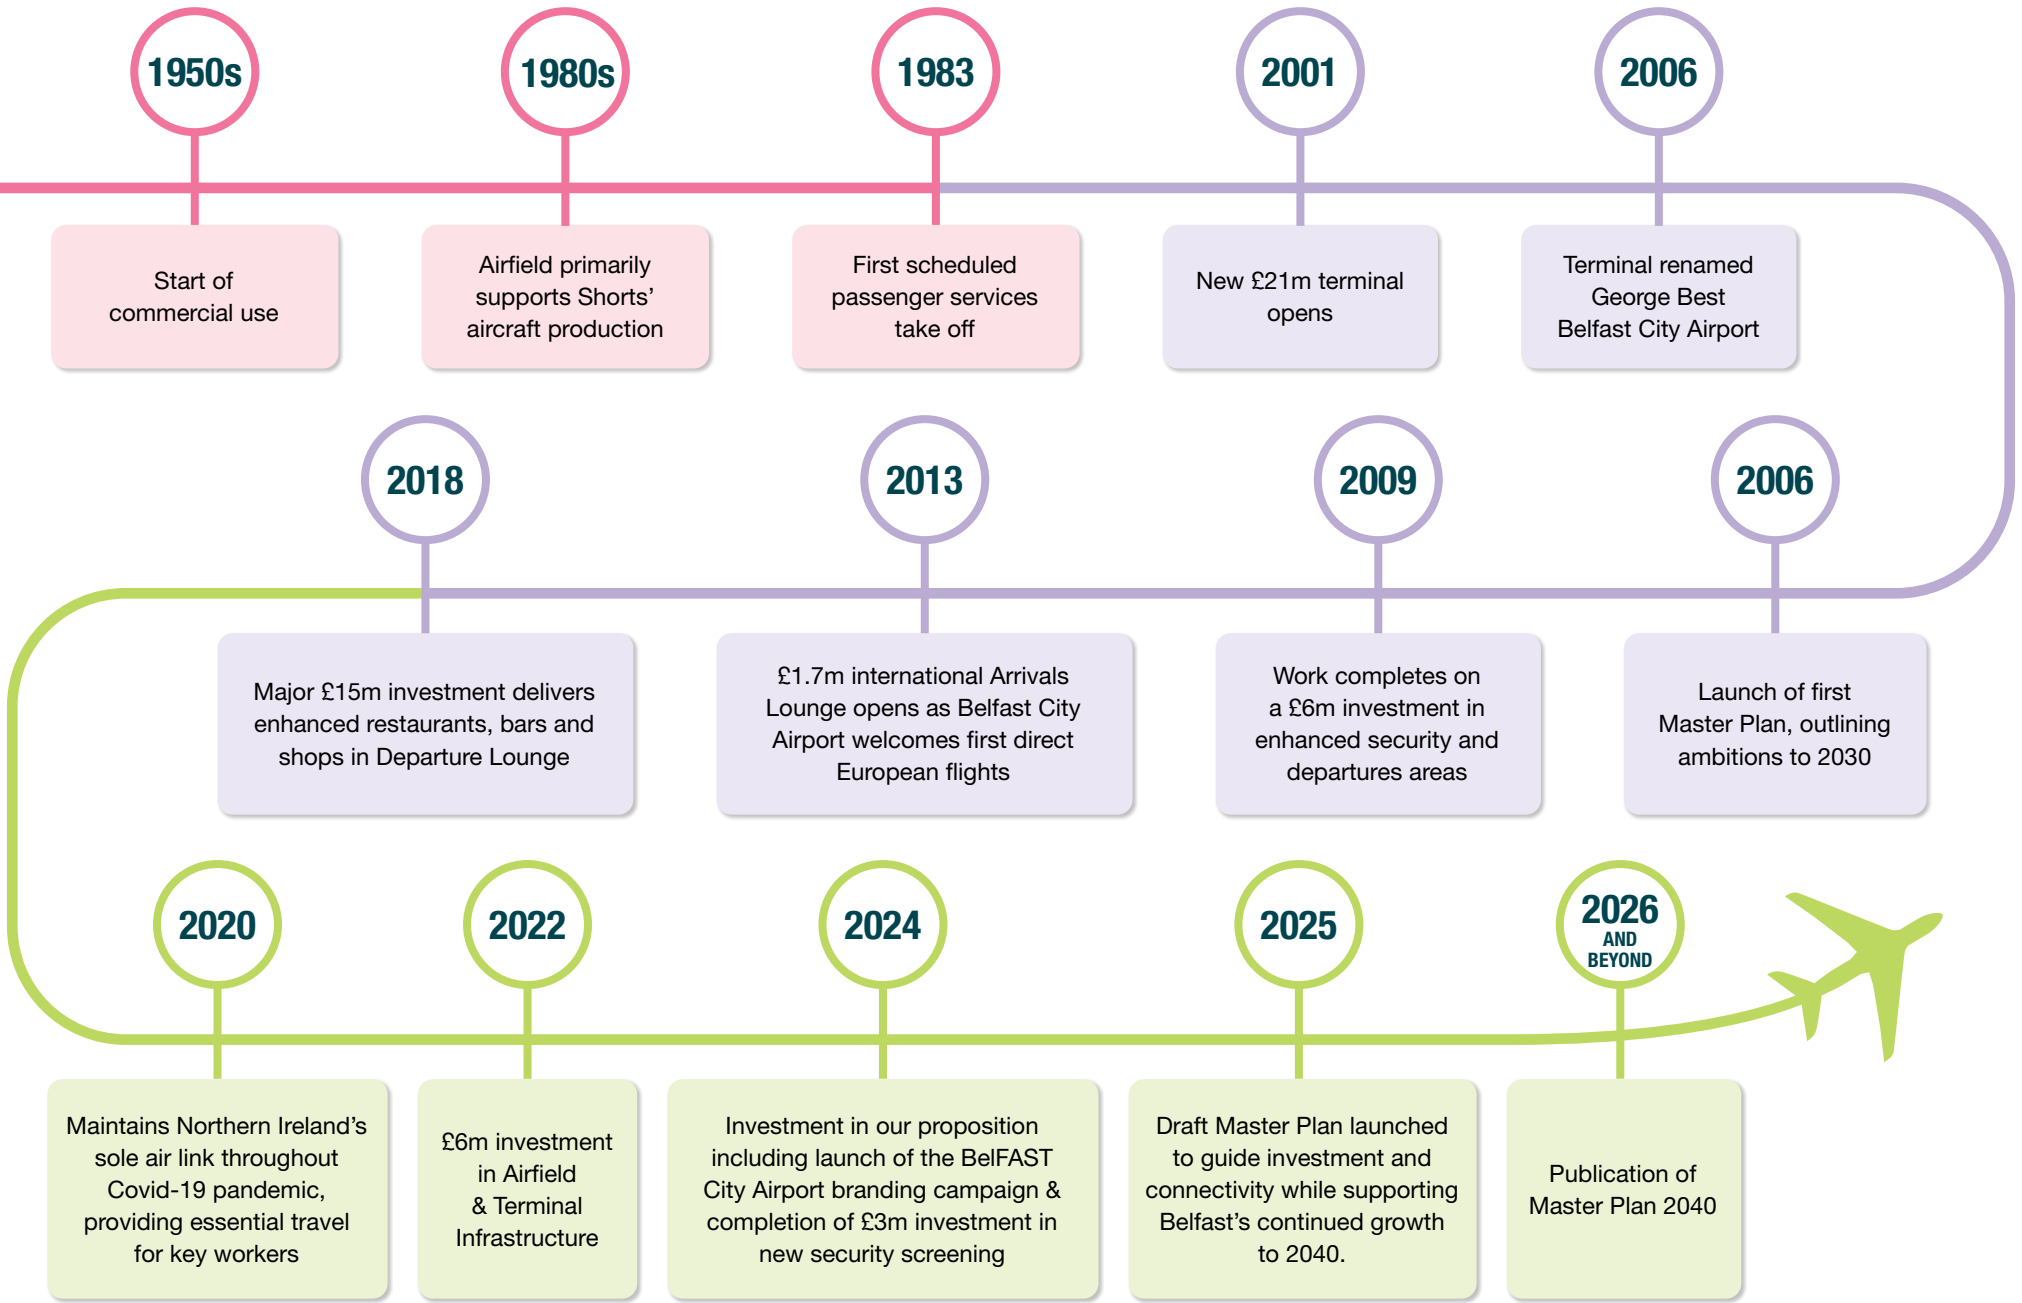 1950s
Start of
commercial use
1980s
Airfield primarily
supports Shorts’
aircraft production
1983
First scheduled
passenger services
take off
2001
New £21m terminal
opens
2006
Terminal renamed
George Best
Belfast City Airport
2006
Launch of first
Master Plan, outlining
ambitions to 2030
2009
Work completes on
a £6m investment in
enhanced security and
departures areas
2013
£1.7m international Arrivals
Lounge opens as Belfast City
Airport welcomes first direct
European flights
2018
Major £15m investment delivers
enhanced restaurants, bars and
shops in Departure Lounge
2020
Maintains Northern Ireland’s
sole air link throughout
Covid-19 pandemic,
providing essential travel
for key workers
2022
£6m investment
in Airfield
& Terminal
Infrastructure
2024
Investment in our proposition
including launch of the BelFAST
City Airport branding campaign &
completion of £3m investment in
new security screening
2025
Draft Master Plan launched
to guide investment and
connectivity while supporting
Belfast’s continued growth
to 2040.
2026
AND
BEYOND
Publication of
Master Plan 2040